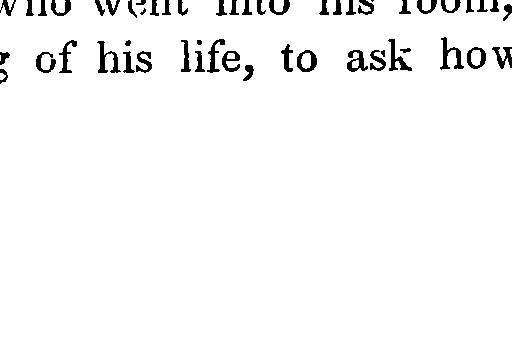 who went into his room,
g of his life, to ask how